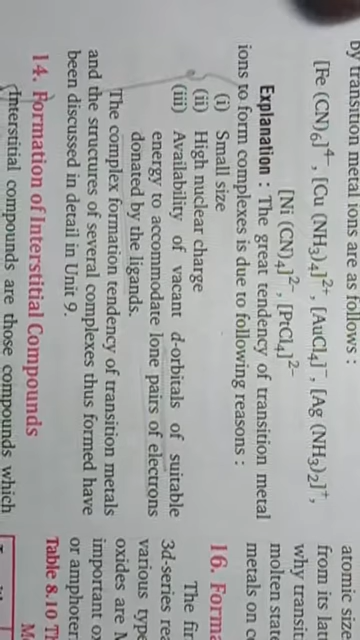 by transition metal ions are as follows :
[Fe (CN)₆]⁴⁻, [Cu (NH₃)₄]²⁺, [AuCl₄]⁻, [Ag (NH₃)₂]⁺,
[Ni (CN)₄]²⁻, [PtCl₄]²⁻
Explanation : The great tendency of transition metal
ions to form complexes is due to following reasons :
(i) Small size
(ii) High nuclear charge
(iii) Availability of vacant d-orbitals of suitable
energy to accommodate lone pairs of electrons
donated by the ligands.
The complex formation tendency of transition metals
and the structures of several complexes thus formed have
been discussed in detail in Unit 9.
14. Formation of Interstitial Compounds
Interstitial compounds are those compounds which
atomic size
from its lat
why transit
molten state
metals on c
16. Forma
The fir
3d-series rea
various type
oxides are M
important ox
or amphoter
Table 8.10 T
M